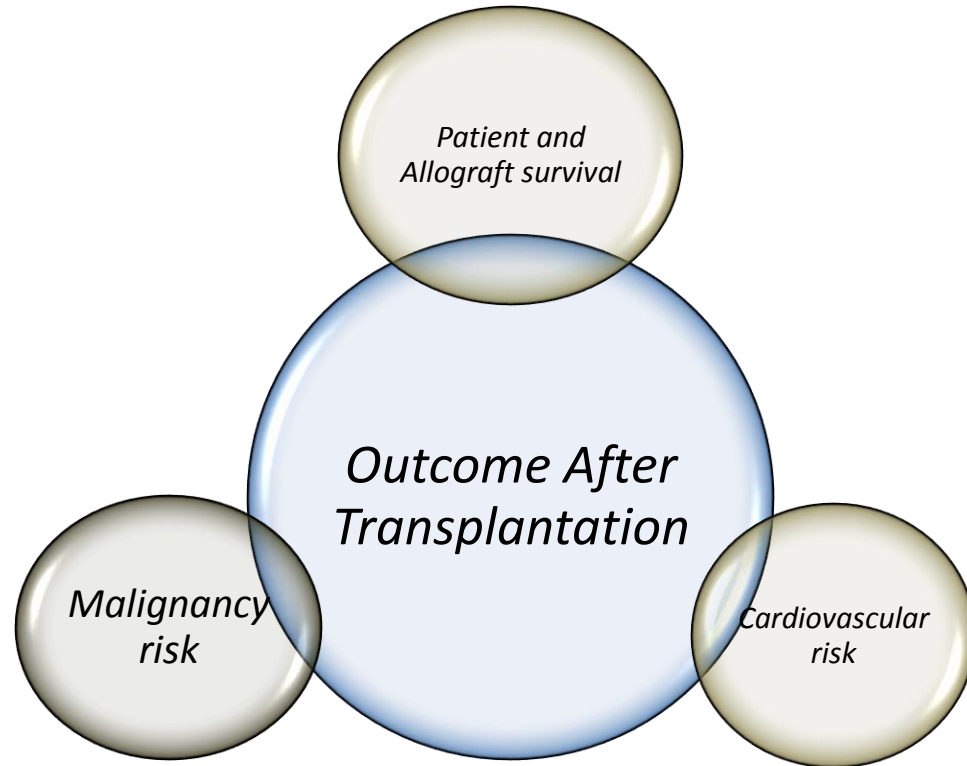 Patient and
Allograft survival
Outcome After
Transplantation
Malignancy
risk
Cardiovascular
risk